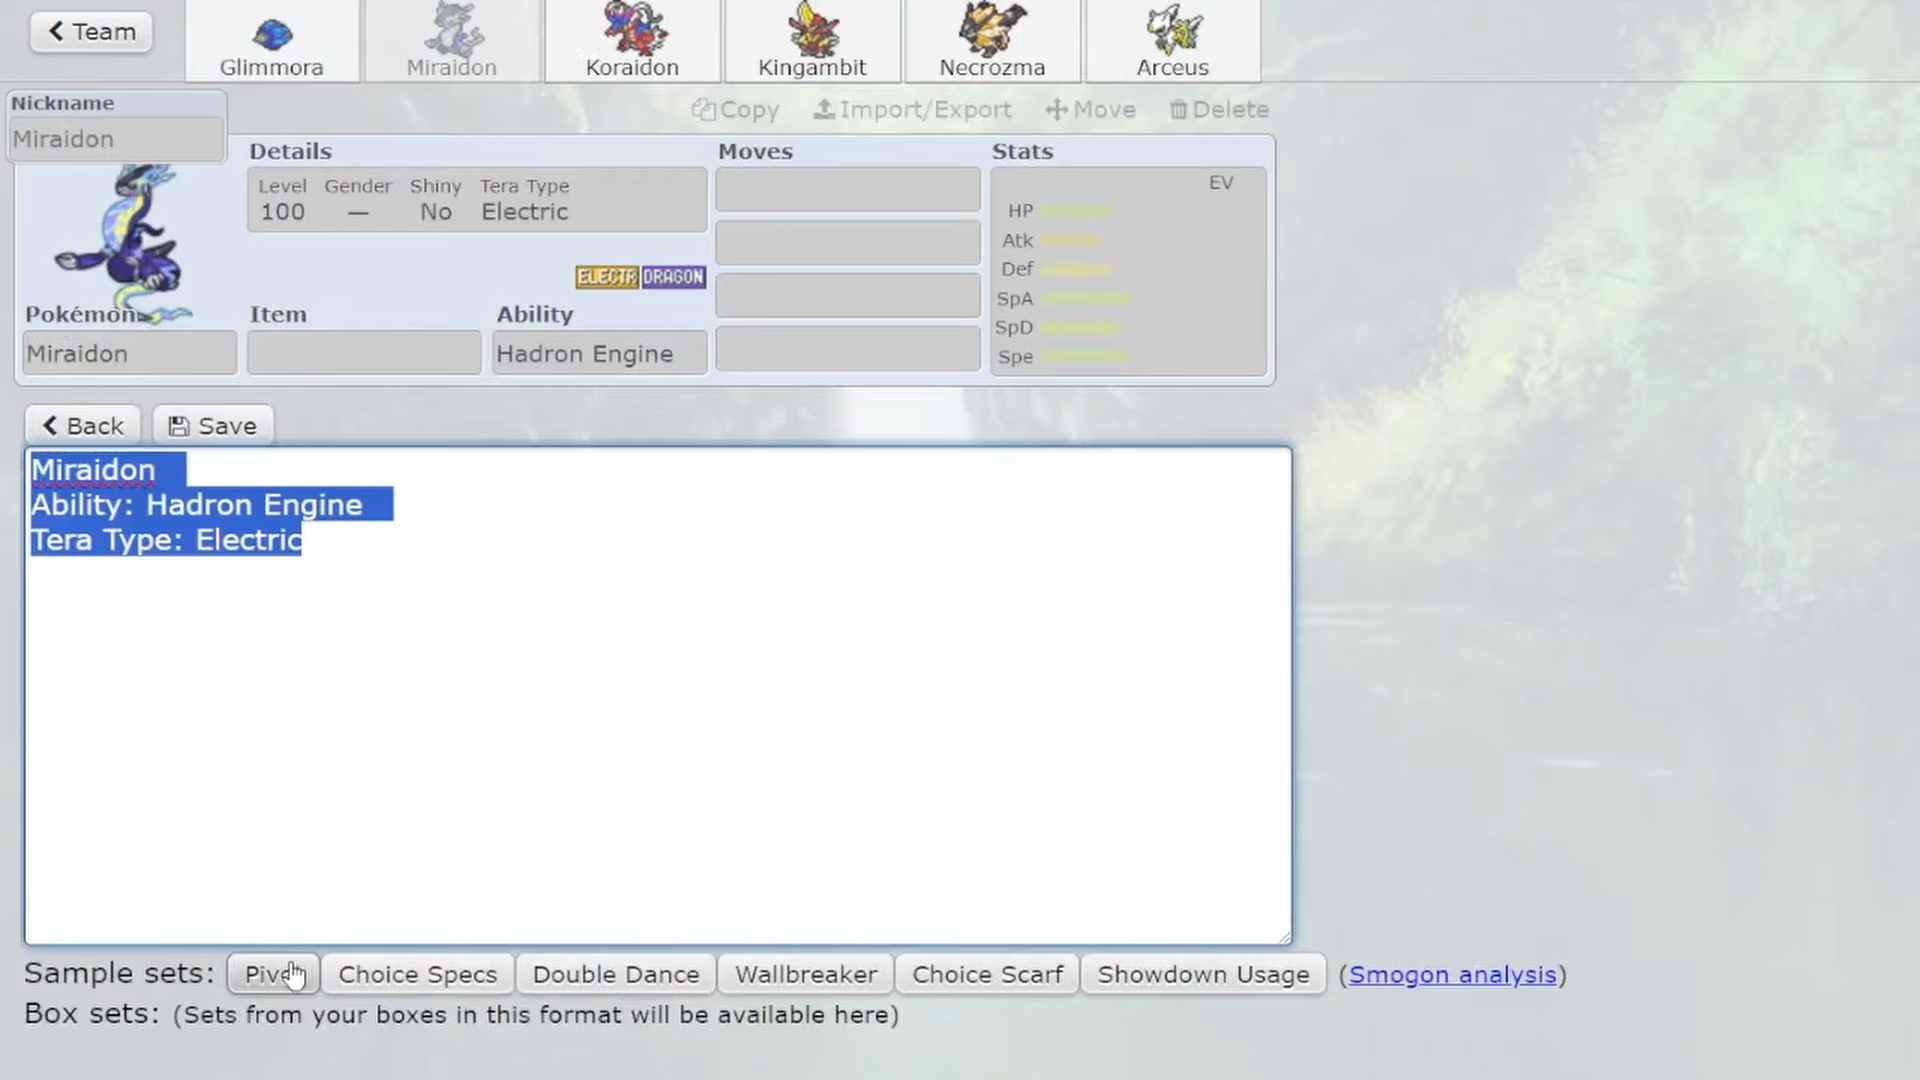 Team
Glimmora
Miraidon
Koraidon
Kingambit
Necrozma
Arceus
Nickname
Miraidon
Copy
Import/Export
Move
Delete
Details
Moves
Stats
Level Gender Shiny Tera Type
100 — No Electric
EV
HP
Atk
Def
SpA
SpD
Spe
ELECTR DRAGON
Pokémon
Item
Ability
Miraidon
Hadron Engine
Back
Save
Miraidon
Ability: Hadron Engine
Tera Type: Electric
Sample sets: Choice Specs Double Dance Wallbreaker Choice Scarf Showdown Usage (Smogon analysis)
Box sets: (Sets from your boxes in this format will be available here)